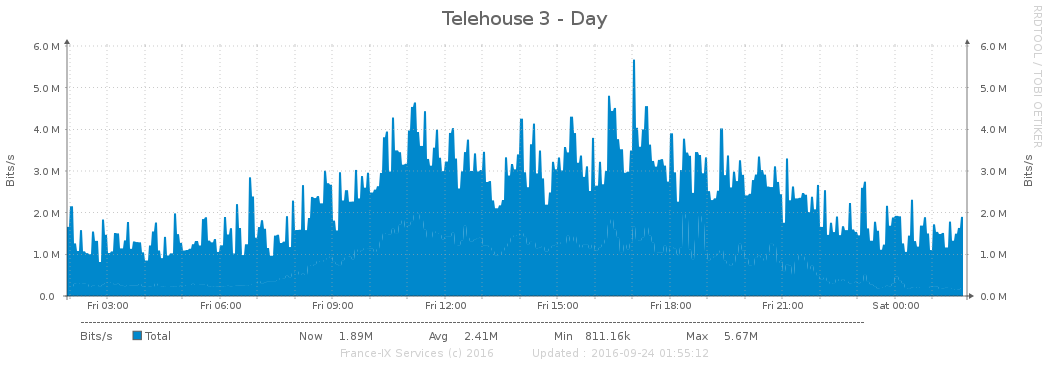 Telehouse 3 - Day
RRDTOOL / TOBI OETIKER
6.0 M 6.0 M
5.0 M 5.0 M
4.0 M 4.0 M
3.0 M 3.0 M
2.0 M 2.0 M
1.0 M 1.0 M
0.0 0.0 M
Bits/s Bits/s
Fri 03:00 Fri 06:00 Fri 09:00 Fri 12:00 Fri 15:00 Fri 18:00 Fri 21:00 Sat 00:00
Bits/s Total Now 1.89M Avg 2.41M Min 811.16k Max 5.67M
France-IX Services (c) 2016 Updated : 2016-09-24 01:55:12